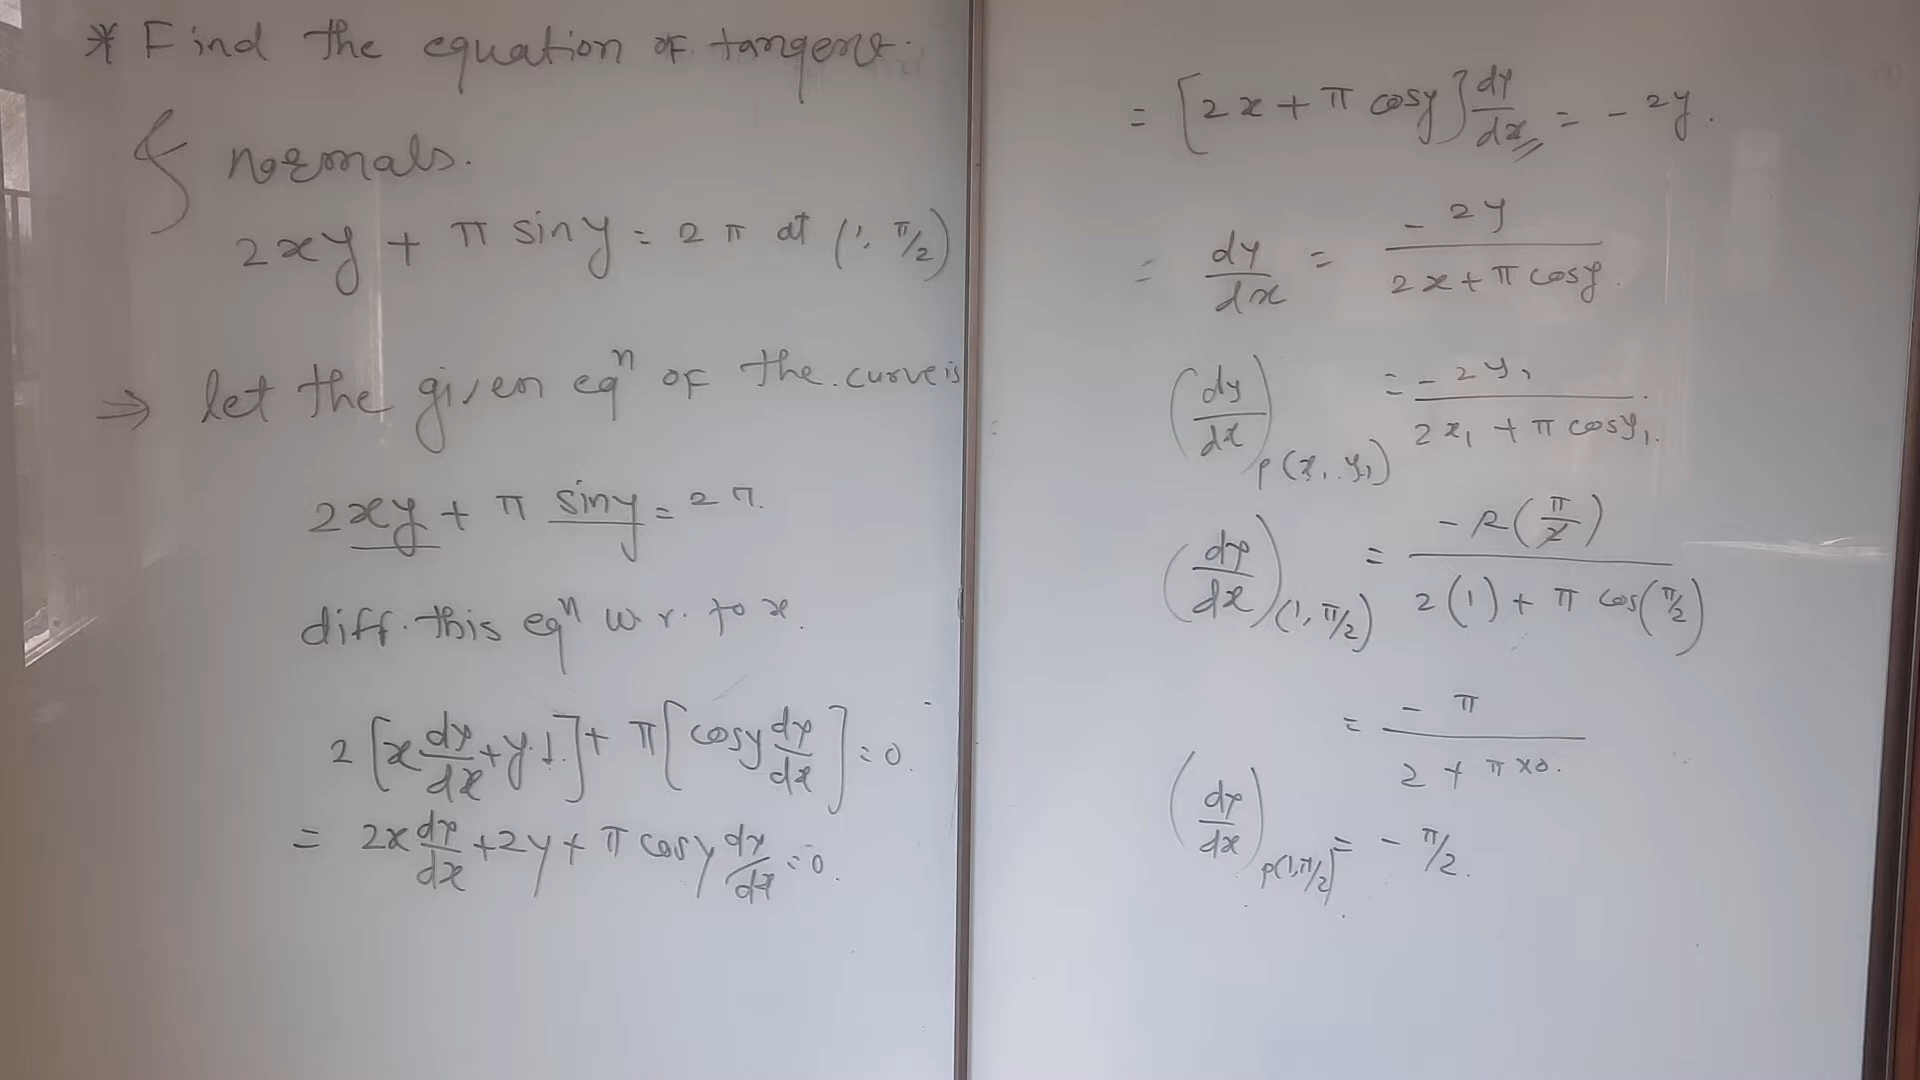 * Find the equation of tangent.
& normals.
2xy + π sin y = 2π at (1, π/2)
⇒ let the given eqⁿ of the curve is
2xy + π sin y = 2π.
diff. this eqⁿ w.r. to x.
2 [x dy/dx + y.1.] + π [cosy dy/dx] = 0.
= 2x dy/dx + 2y + π cosy dy/dx = 0.
= [2x + π cosy] dy/dx = - 2y.
= dy/dx = - 2y / 2x + π cosy.
(dy/dx) P(x₁, y₁) = - 2y₁ / 2x₁ + π cosy₁.
(dy/dx) (1, π/2) = - 2(π/2) / 2(1) + π cos(π/2)
= - π / 2 + π x0.
(dy/dx) P(1, π/2) = - π/2.